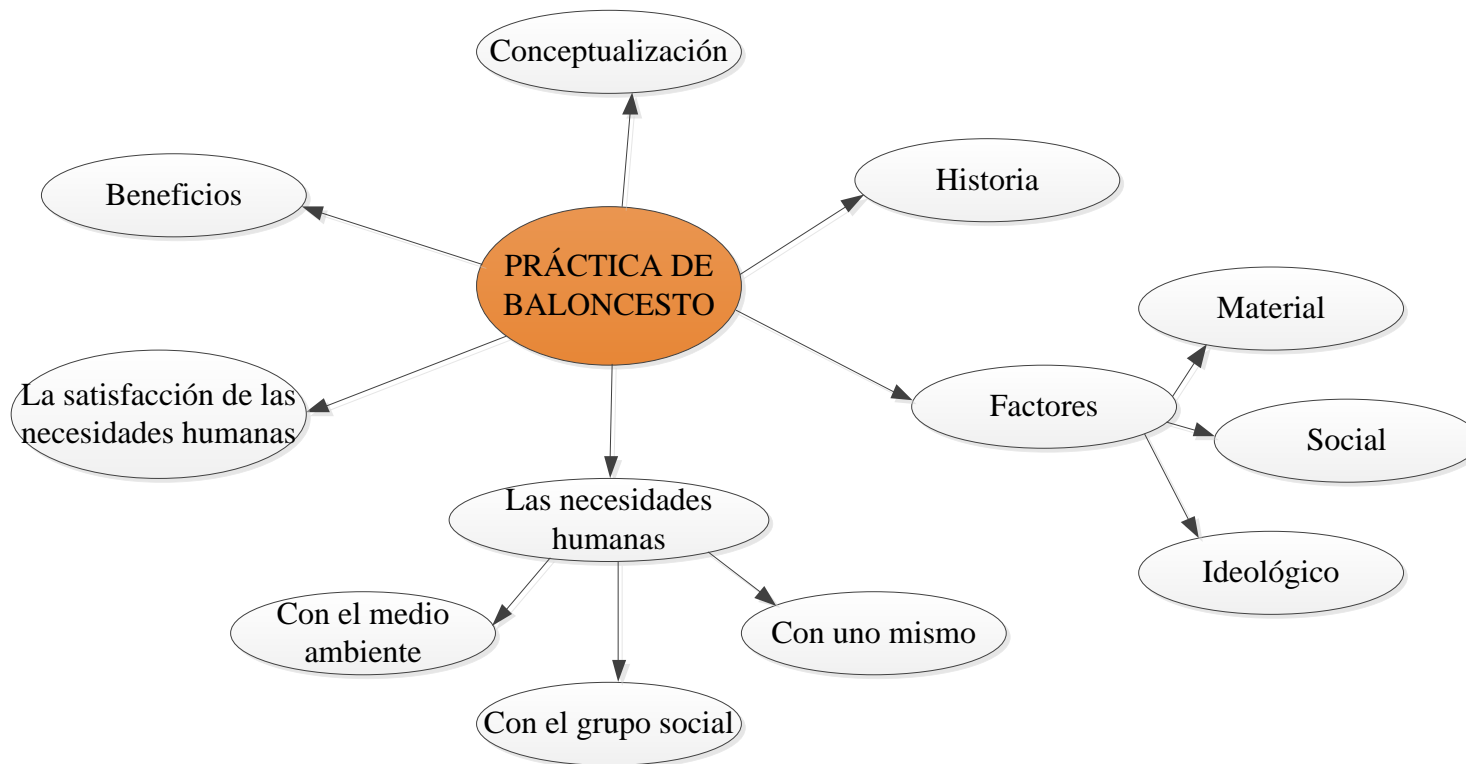 Conceptualización
Beneficios
Historia
PRÁCTICA DE
BALONCESTO
Material
La satisfacción de las
necesidades humanas
Factores
Social
Las necesidades
humanas
Ideológico
Con el medio
ambiente
Con uno mismo
Con el grupo social